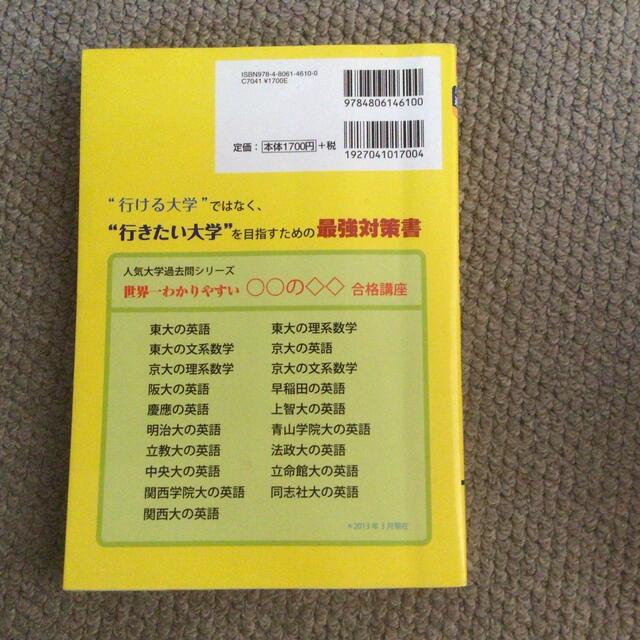 ISBN978-4-8061-4610-0
C7041 ¥1700E
9784806146100
定価：本体1700円＋税
1927041017004
“行ける大学”ではなく、
“行きたい大学”を目指すための最強対策書
人気大学過去問シリーズ
世界一わかりやすい ○○の◇◇ 合格講座
東大の英語 東大の理系数学
東大の文系数学 京大の英語
京大の理系数学 京大の文系数学
阪大の英語 早稲田の英語
慶應の英語 上智大の英語
明治大の英語 青山学院大の英語
立教大の英語 法政大の英語
中央大の英語 立命館大の英語
関西学院大の英語 同志社大の英語
関西大の英語
＊2013年3月現在